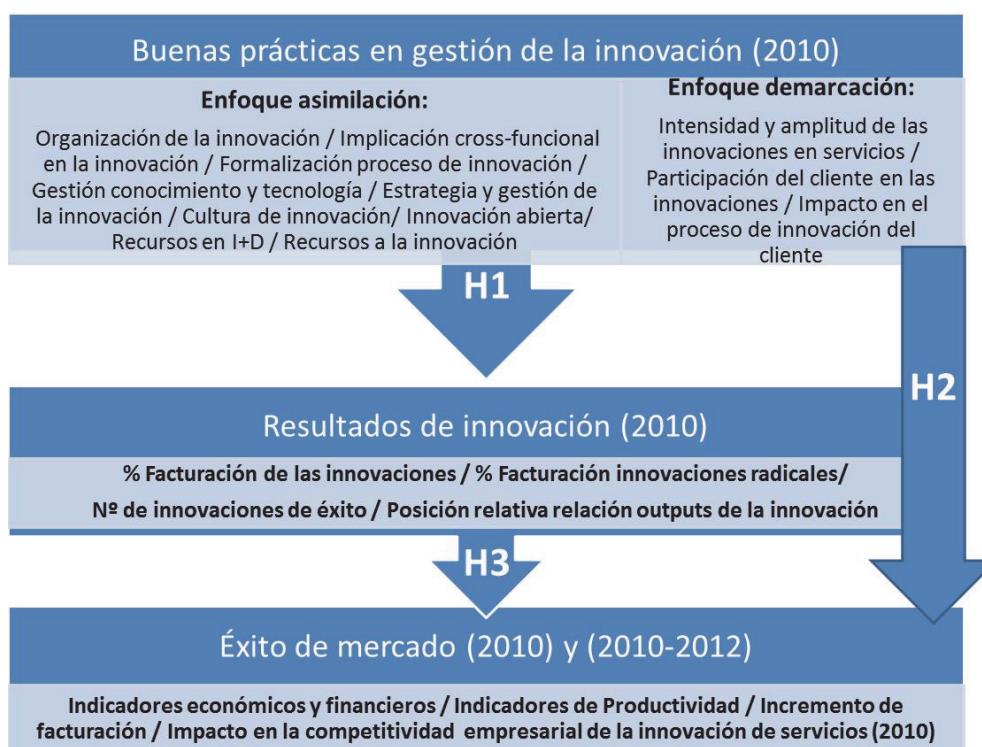 Buenas prácticas en gestión de la innovación (2010)
Enfoque asimilación:
Organización de la innovación / Implicación cross-funcional
en la innovación / Formalización proceso de innovación /
Gestión conocimiento y tecnología / Estrategia y gestión de
la innovación / Cultura de innovación/ Innovación abierta/
Recursos en I+D / Recursos a la innovación
Enfoque demarcación:
Intensidad y amplitud de las
innovaciones en servicios /
Participación del cliente en las
innovaciones / Impacto en el
proceso de innovación del
cliente
H1
H2
Resultados de innovación (2010)
% Facturación de las innovaciones / % Facturación innovaciones radicales/
Nº de innovaciones de éxito / Posición relativa relación outputs de la innovación
H3
Éxito de mercado (2010) y (2010-2012)
Indicadores económicos y financieros / Indicadores de Productividad / Incremento de
facturación / Impacto en la competitividad empresarial de la innovación de servicios (2010)